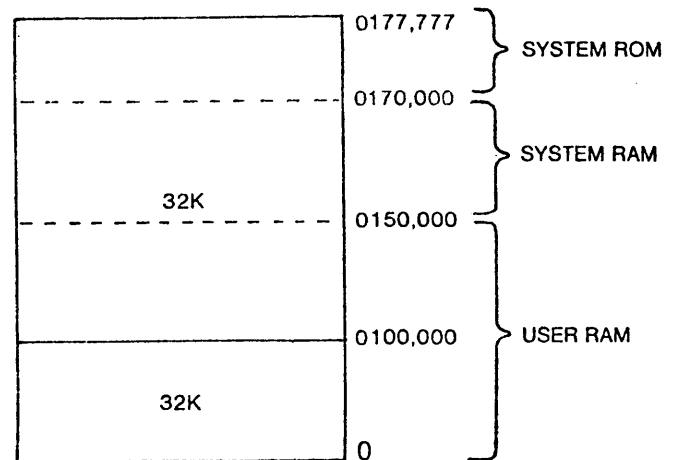 0177,777
SYSTEM ROM
0170,000
SYSTEM RAM
32K
0150,000
USER RAM
0100,000
32K
0